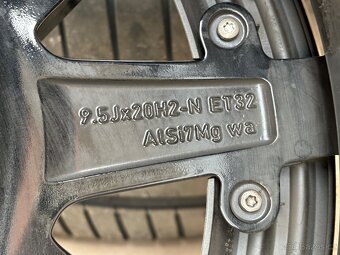 9.5Jx20H2-N ET32
AlSi7Mg wa